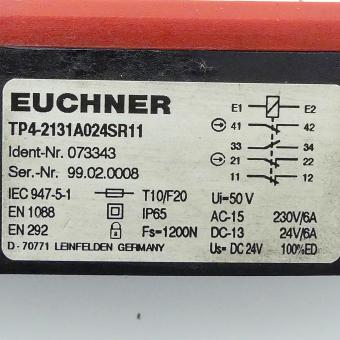 EUCHNER
TP4-2131A024SR11
Ident-Nr. 073343
Ser.-Nr. 99.02.0008
E1 E2
41 42
33 34
21 22
11 12
IEC 947-5-1 T10/F20 Ui=50 V
EN 1088 IP65 AC-15 230V/6A
EN 292 Fs=1200N DC-13 24V/6A
D-70771 LEINFELDEN GERMANY Us= DC 24V 100%ED